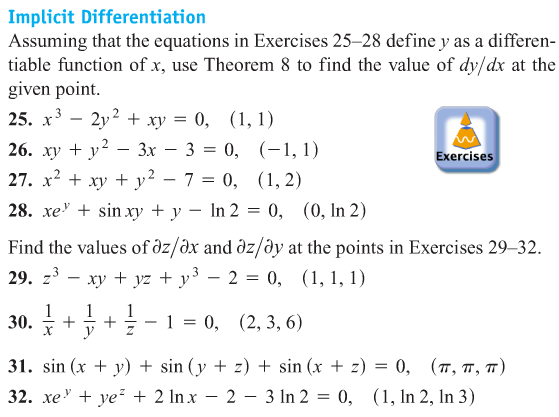 Implicit Differentiation
Assuming that the equations in Exercises 25–28 define y as a differen-
tiable function of x, use Theorem 8 to find the value of dy/dx at the
given point.
25. x³ − 2y² + xy = 0, (1, 1)
26. xy + y² − 3x − 3 = 0, (−1, 1)
Exercises
27. x² + xy + y² − 7 = 0, (1, 2)
28. xeʸ + sin xy + y − ln 2 = 0, (0, ln 2)
Find the values of ∂z/∂x and ∂z/∂y at the points in Exercises 29–32.
29. z³ − xy + yz + y³ − 2 = 0, (1, 1, 1)
30. 1/x + 1/y + 1/z − 1 = 0, (2, 3, 6)
31. sin (x + y) + sin (y + z) + sin (x + z) = 0, (π, π, π)
32. xeʸ + yeᶻ + 2 ln x − 2 − 3 ln 2 = 0, (1, ln 2, ln 3)